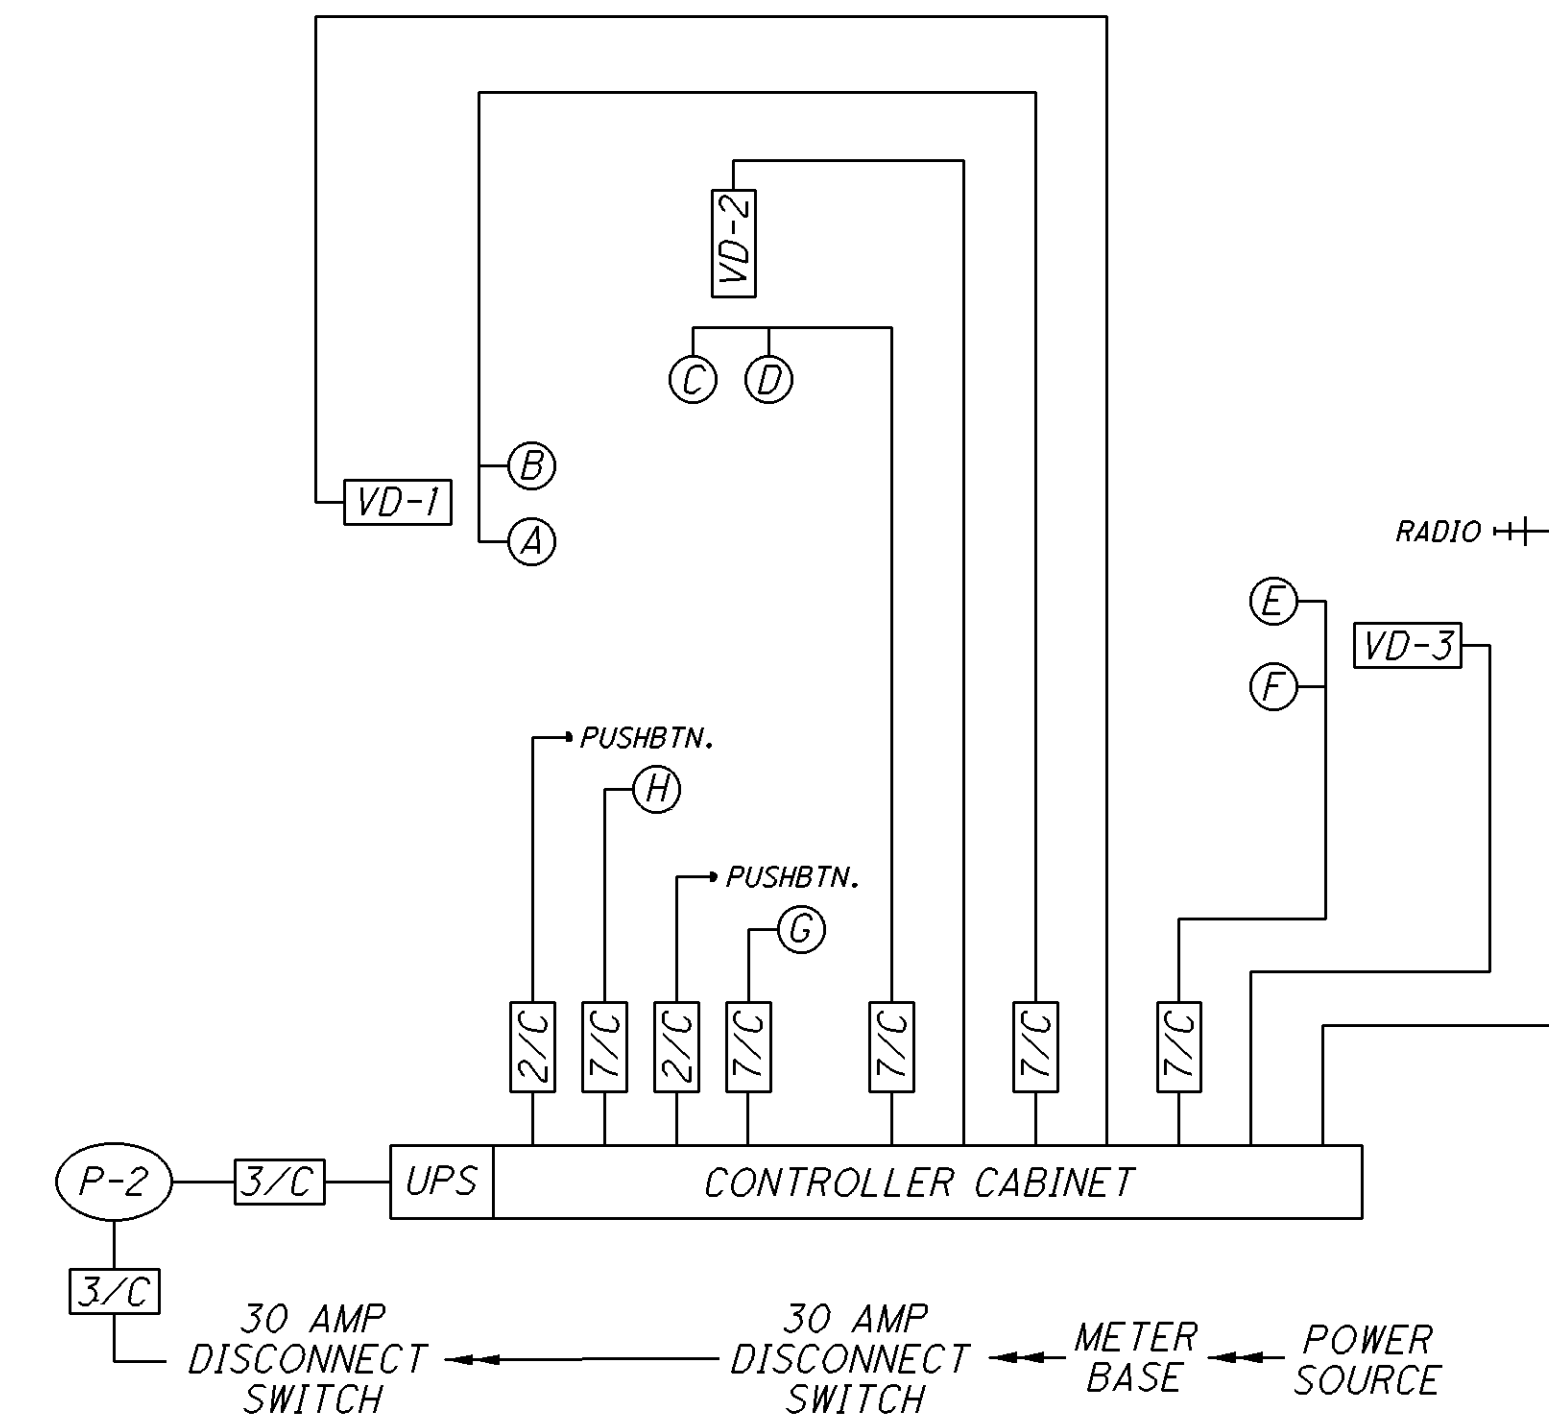 VD-2
C
D
B
VD-1
A
RADIO
E
VD-3
F
PUSHBTN.
H
PUSHBTN.
G
2/C
7/C
2/C
7/C
7/C
7/C
7/C
P-2
3/C
UPS
CONTROLLER CABINET
3/C
30 AMP
DISCONNECT
SWITCH
30 AMP
DISCONNECT
SWITCH
METER
BASE
POWER
SOURCE